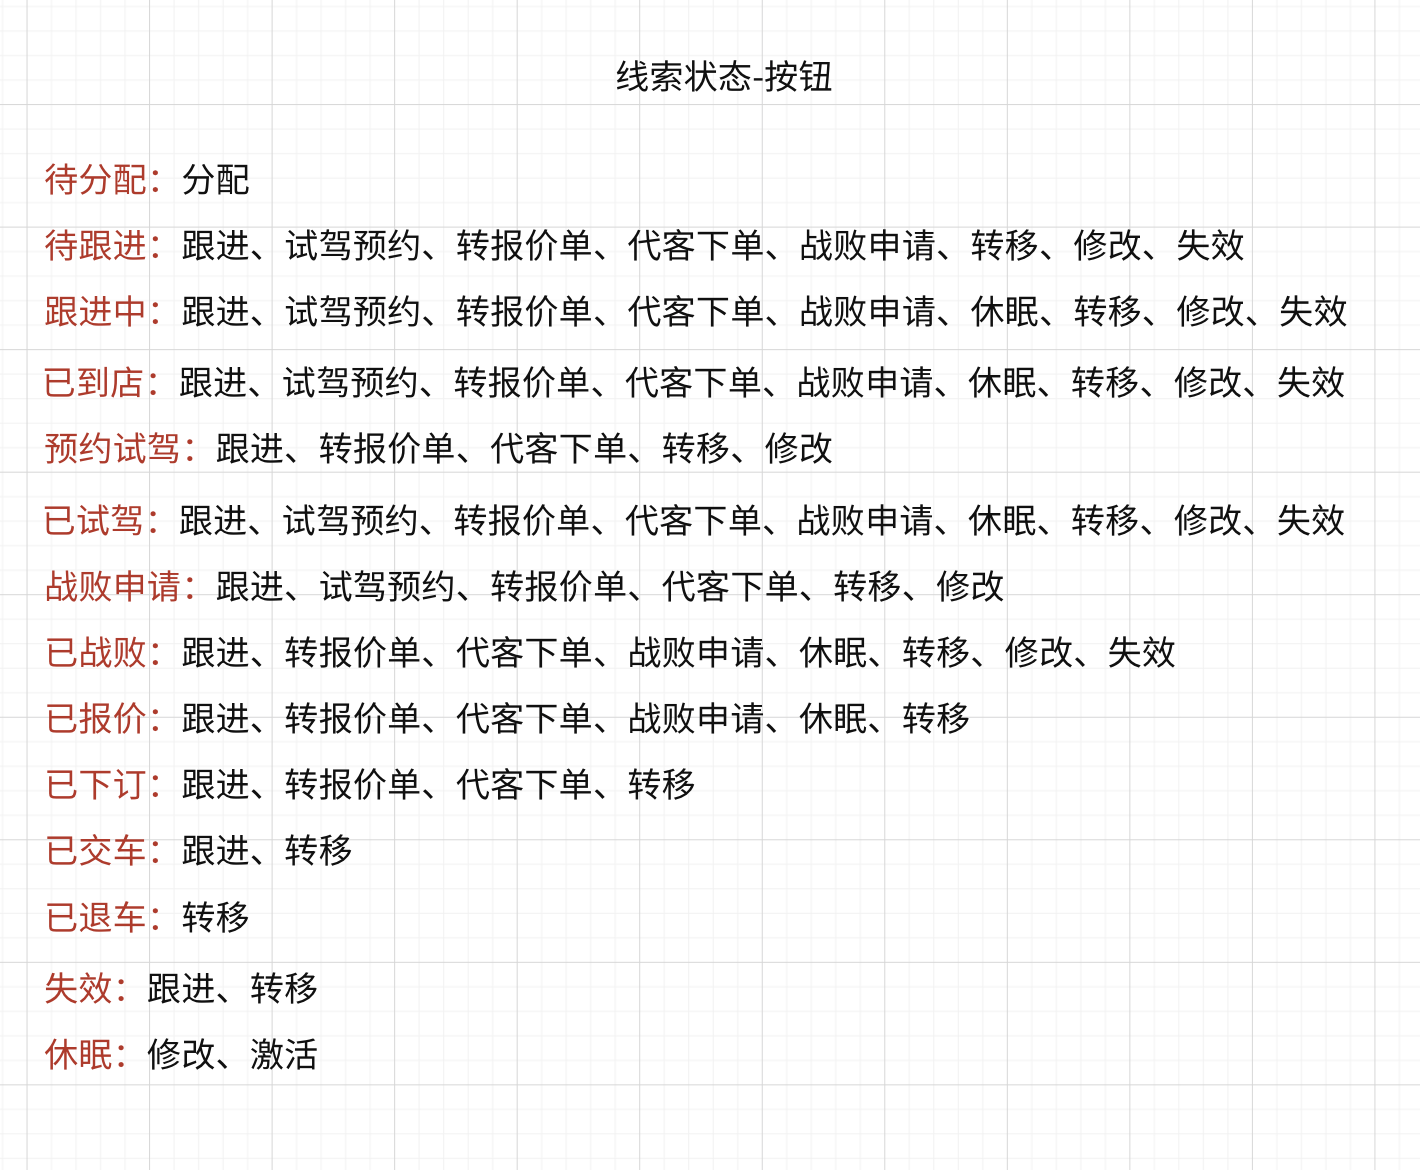 线索状态-按钮
待分配：分配
待跟进：跟进、试驾预约、转报价单、代客下单、战败申请、转移、修改、失效
跟进中：跟进、试驾预约、转报价单、代客下单、战败申请、休眠、转移、修改、失效
已到店：跟进、试驾预约、转报价单、代客下单、战败申请、休眠、转移、修改、失效
预约试驾：跟进、转报价单、代客下单、转移、修改
已试驾：跟进、试驾预约、转报价单、代客下单、战败申请、休眠、转移、修改、失效
战败申请：跟进、试驾预约、转报价单、代客下单、转移、修改
已战败：跟进、转报价单、代客下单、战败申请、休眠、转移、修改、失效
已报价：跟进、转报价单、代客下单、战败申请、休眠、转移
已下订：跟进、转报价单、代客下单、转移
已交车：跟进、转移
已退车：转移
失效：跟进、转移
休眠：修改、激活